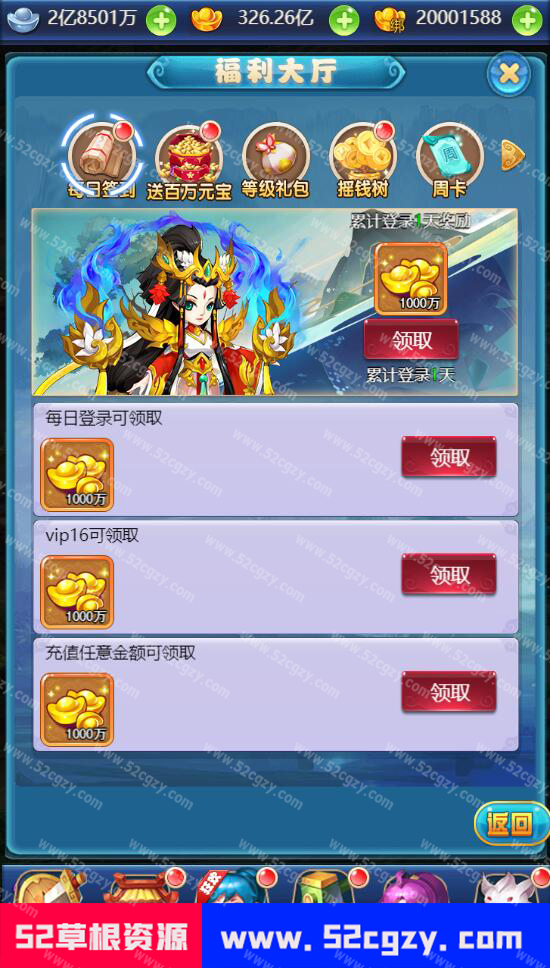 2亿8501万
326.26亿
绑
20001588
福利大厅
每日签到
送百万元宝
等级礼包
摇钱树
周
周卡
累计登录1天奖励
1000万
领取
累计登录1天
每日登录可领取
1000万
领取
vip16可领取
1000万
领取
充值任意金额可领取
1000万
领取
返回
狂欢
52草根资源
www.52cgzy.com
www.52cgzy.com